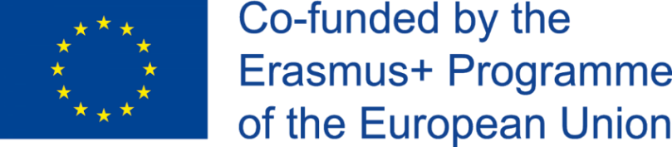 Co-funded by the
Erasmus+ Programme
of the European Union